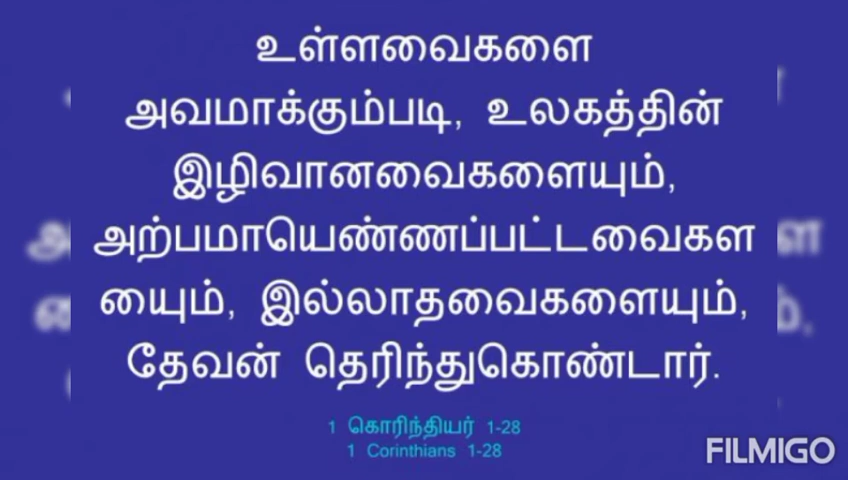 உள்ளவைகளை
அவமாக்கும்படி, உலகத்தின்
இழிவானவைகளையும்,
அற்பமாயெண்ணப்பட்டவைகள
யையும், இல்லாதவைகளையும்,
தேவன் தெரிந்துகொண்டார்.
1 கொரிந்தியர் 1-28
1 Corinthians 1-28
FILMIGO